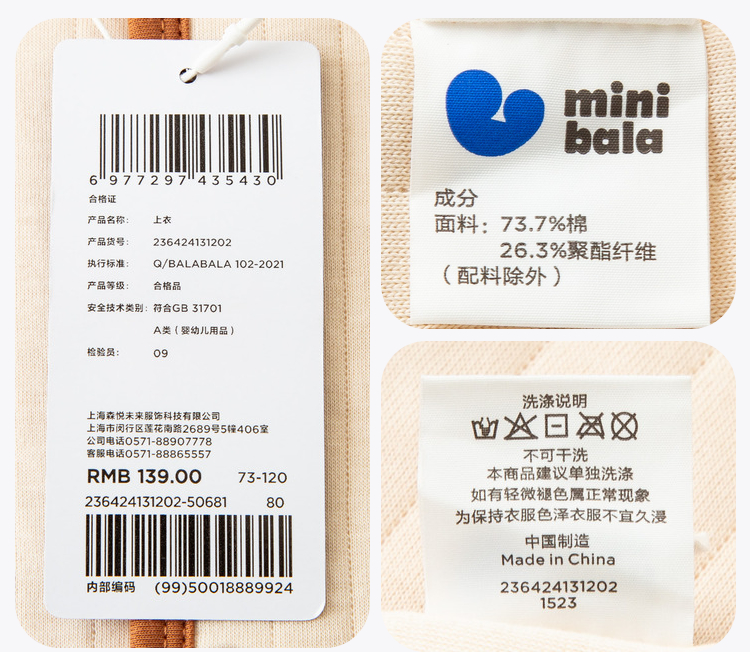 6 977297 435430
合格证
产品名称: 上衣
产品货号: 236424131202
执行标准: Q/BALABALA 102-2021
产品等级: 合格品
安全技术类别: 符合GB 31701
A类（婴幼儿用品）
检验员: 09
上海森悦未来服饰科技有限公司
上海市闵行区莲花南路2689号5幢406室
公司电话0571-88907778
客服电话0571-88865557
RMB 139.00 73-120
236424131202-50681 80
内部编码 (99)50018889924
mini
bala
成分
面料: 73.7%棉
26.3%聚酯纤维
（配料除外）
洗涤说明
不可干洗
本商品建议单独洗涤
如有轻微褪色属正常现象
为保持衣服色泽衣服不宜久浸
中国制造
Made in China
236424131202
1523